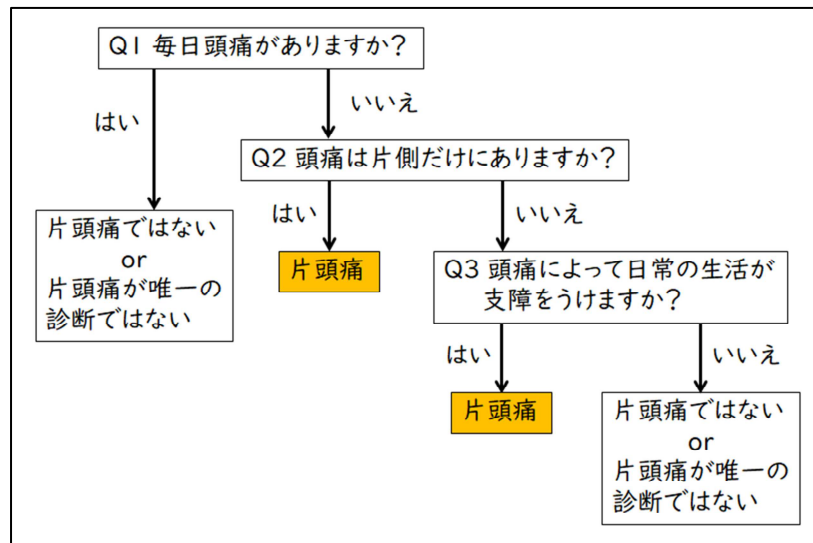 Q1 毎日頭痛がありますか?
はい
いいえ
Q2 頭痛は片側だけにありますか?
はい
いいえ
片頭痛ではない
or
片頭痛が唯一の
診断ではない
片頭痛
Q3 頭痛によって日常の生活が
支障をうけますか?
はい
いいえ
片頭痛
片頭痛ではない
or
片頭痛が唯一の
診断ではない